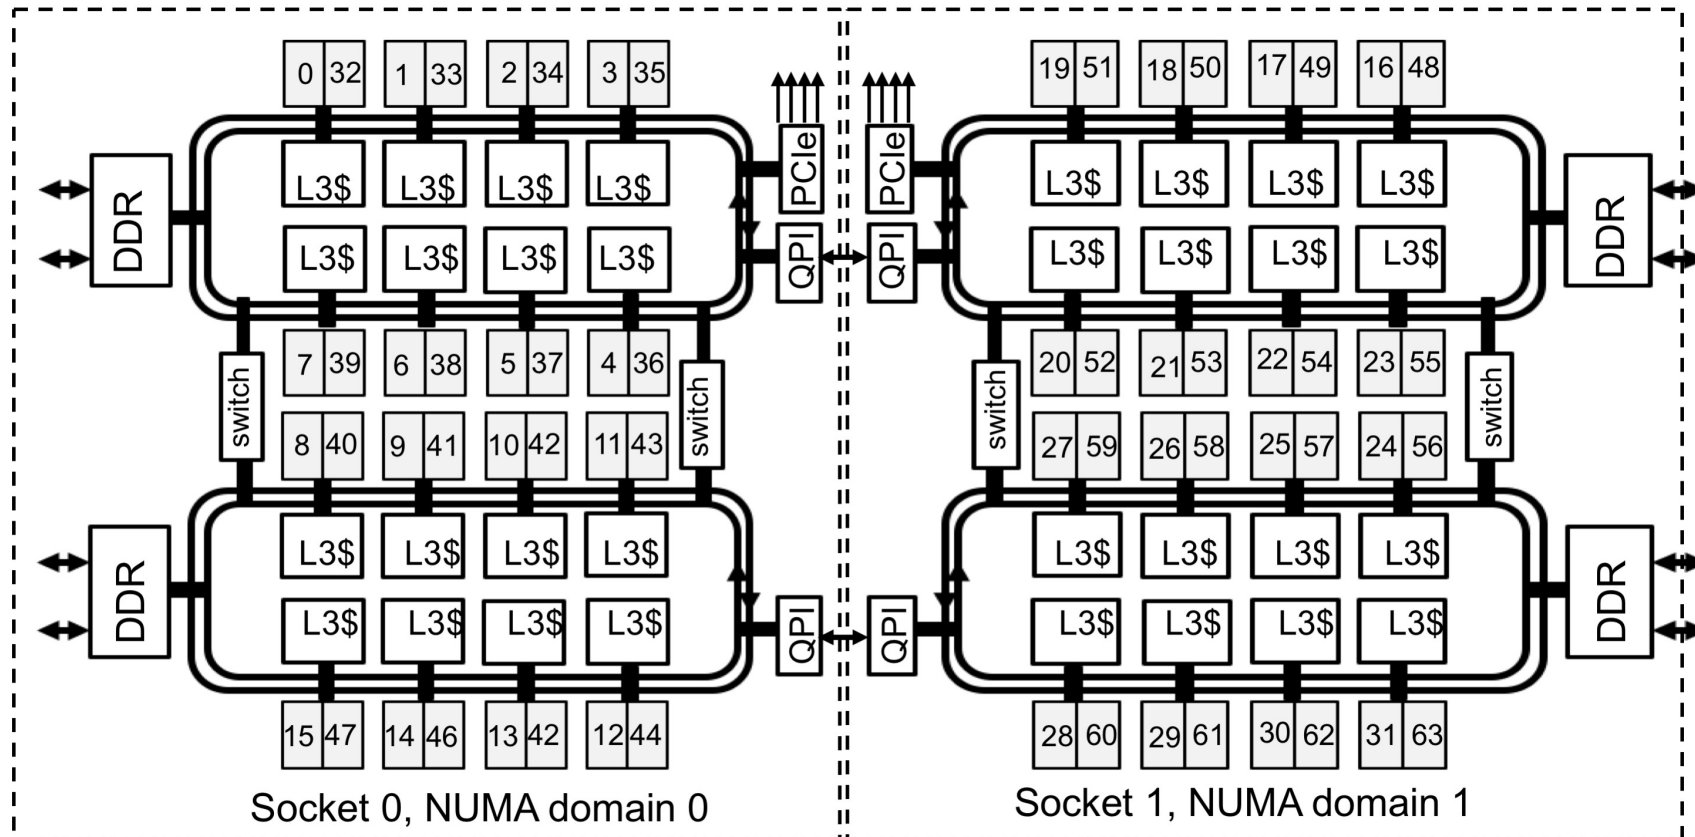 0 32 1 33 2 34 3 35 19 51 18 50 17 49 16 48
DDR L3$ L3$ L3$ L3$ PCIe PCIe L3$ L3$ L3$ L3$ DDR
L3$ L3$ L3$ L3$ QPI QPI L3$ L3$ L3$ L3$
7 39 6 38 5 37 4 36 20 52 21 53 22 54 23 55
switch switch switch switch
8 40 9 41 10 42 11 43 27 59 26 58 25 57 24 56
DDR L3$ L3$ L3$ L3$ L3$ L3$ L3$ L3$ DDR
L3$ L3$ L3$ L3$ QPI QPI L3$ L3$ L3$ L3$
15 47 14 46 13 42 12 44 28 60 29 61 30 62 31 63
Socket 0, NUMA domain 0 Socket 1, NUMA domain 1